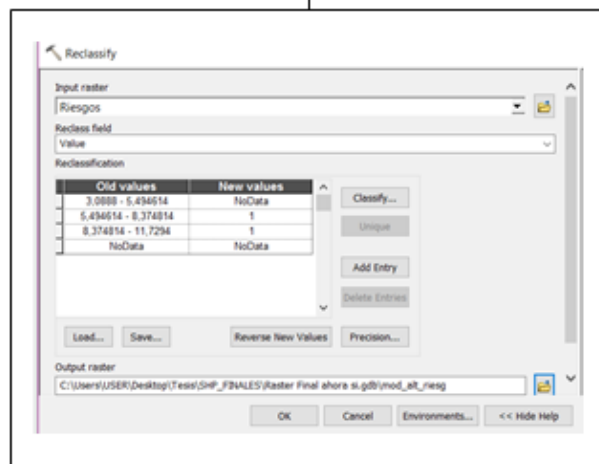 Reclassify
Input raster
Riesgos
Reclass field
Value
Reclassification
Old values New values
3,0888 - 5,494614 NoData
5,494614 - 8,374814 1
8,374814 - 11,7294 1
NoData NoData
Classify...
Unique
Add Entry
Delete Entries
Load... Save... Reverse New Values Precision...
Output raster
C:\Users\USER\Desktop\Tesis\SHP_FINALES\Raster Final ahora si.gdb\mod_alt_riesg
OK Cancel Environments... << Hide Help